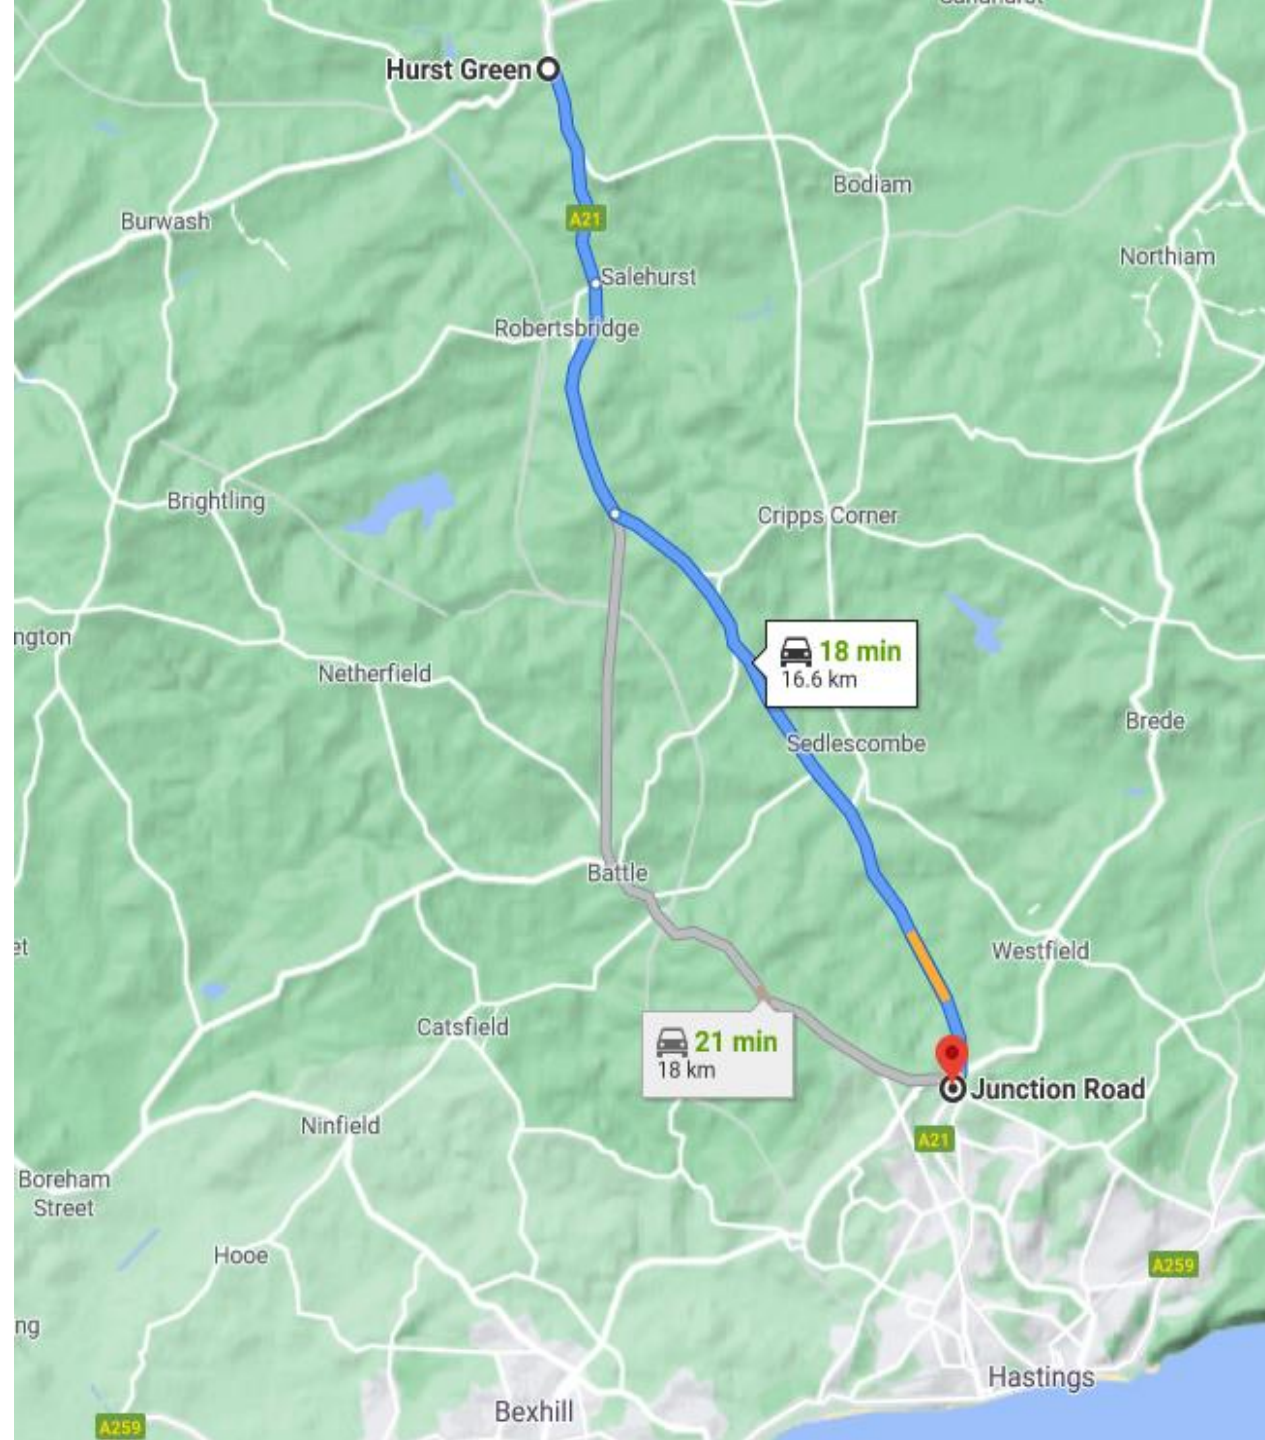 Hurst Green
Bodiam
A21
Burwash
Northiam
Salehurst
Robertsbridge
Brightling
Cripps Corner
ngton
18 min
16.6 km
Netherfield
Brede
Sedlescombe
Battle
et
Westfield
Catsfield
21 min
18 km
Junction Road
Ninfield
A21
Boreham
Street
Hooe
A259
ng
Hastings
Bexhill
A259